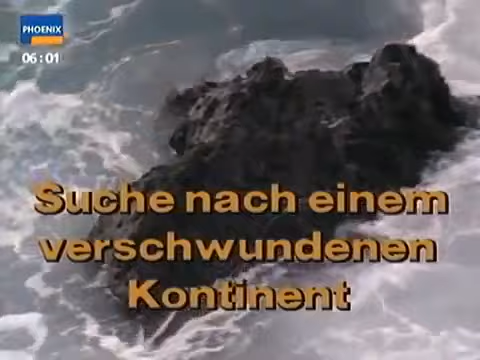 PHOENIX
06:01
Suche nach einem
verschwundenen
Kontinent